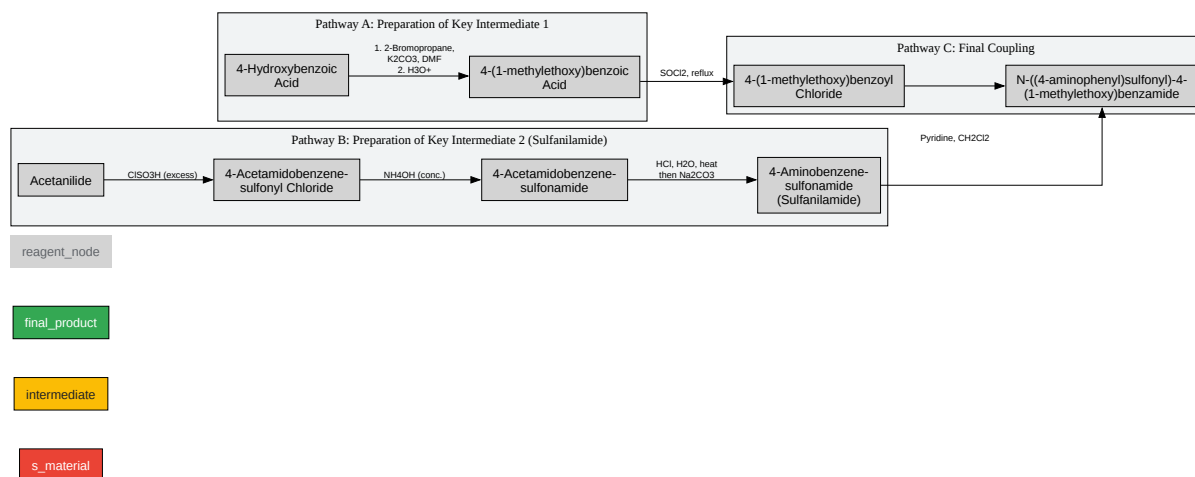 Pathway A: Preparation of Key Intermediate 1
4-Hydroxybenzoic
Acid
1. 2-Bromopropane,
K2CO3, DMF
2. H3O+
4-(1-methylethoxy)benzoic
Acid
SOCl2, reflux
Pathway C: Final Coupling
4-(1-methylethoxy)benzoyl
Chloride
N-((4-aminophenyl)sulfonyl)-4-
(1-methylethoxy)benzamide
Pyridine, CH2Cl2
Pathway B: Preparation of Key Intermediate 2 (Sulfanilamide)
Acetanilide
ClSO3H (excess)
4-Acetamidobenzene-
sulfonyl Chloride
NH4OH (conc.)
4-Acetamidobenzene-
sulfonamide
HCl, H2O, heat
then Na2CO3
4-Aminobenzene-
sulfonamide
(Sulfanilamide)
reagent_node
final_product
intermediate
s_material